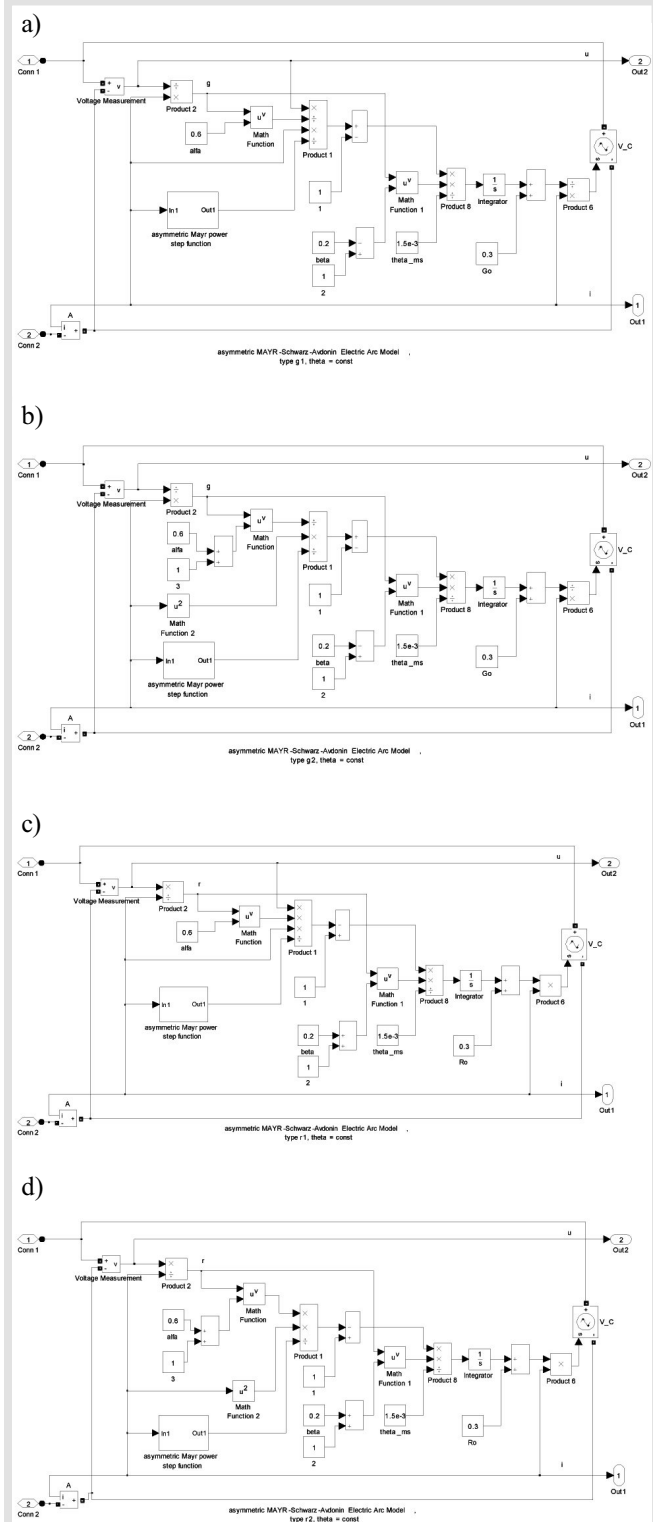 a)
1
Conn 1
u
2
Out2
+
-
v
Voltage Measurement
÷
×
Product 2
g
0.6
alfa
u^v
Math
Function
×
÷
×
÷
Product 1
+
-
1
1
V_C
In1
Out1
asymmetric Mayr power
step function
u^v
Math
Function 1
×
×
÷
Product 8
1
s
Integrator
+
+
÷
×
Product 6
0.2
beta
-
+
1
2
1.5e-3
theta_ms
0.3
Go
i
1
Out1
A
2
Conn 2
i
+
-
asymmetric MAYR-Schwarz-Avdonin Electric Arc Model ,
type g1, theta = const
b)
1
Conn 1
u
2
Out2
+
-
v
Voltage Measurement
÷
×
Product 2
g
0.6
alfa
1
3
+
+
u^v
Math
Function
÷
×
÷
Product 1
+
-
1
1
V_C
u^2
Math
Function 2
In1
Out1
asymmetric Mayr power
step function
u^v
Math
Function 1
×
×
÷
Product 8
1
s
Integrator
+
+
÷
×
Product 6
0.2
beta
-
+
1
2
1.5e-3
theta_ms
0.3
Go
i
1
Out1
A
2
Conn 2
i
+
-
asymmetric MAYR-Schwarz-Avdonin Electric Arc Model ,
type g2, theta = const
c)
1
Conn 1
u
2
Out2
+
-
v
Voltage Measurement
×
÷
Product 2
r
0.6
alfa
u^v
Math
Function
×
×
×
÷
Product 1
-
+
1
1
V_C
In1
Out1
asymmetric Mayr power
step function
u^v
Math
Function 1
×
×
÷
Product 8
1
s
Integrator
+
+
×
Product 6
0.2
beta
+
+
1
2
1.5e-3
theta_ms
0.3
Ro
i
1
Out1
A
2
Conn 2
i
+
-
asymmetric MAYR-Schwarz-Avdonin Electric Arc Model ,
type r1, theta = const
d)
1
Conn 1
u
2
Out2
+
-
v
Voltage Measurement
×
÷
Product 2
r
0.6
alfa
1
3
+
+
u^v
Math
Function
×
×
÷
Product 1
-
+
1
1
V_C
u^2
Math
Function 2
In1
Out1
asymmetric Mayr power
step function
u^v
Math
Function 1
×
×
÷
Product 8
1
s
Integrator
+
+
×
Product 6
0.2
beta
+
+
1
2
1.5e-3
theta_ms
0.3
Ro
i
1
Out1
A
2
Conn 2
i
+
-
asymmetric MAYR-Schwarz-Avdonin Electric Arc Model ,
type r2, theta = const